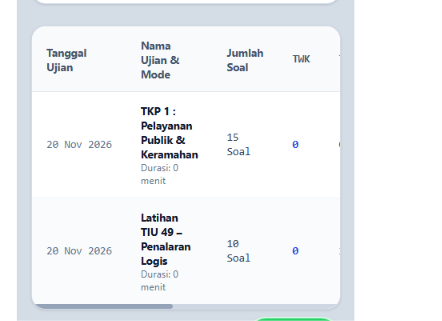 Tanggal Ujian
Nama Ujian & Mode
Jumlah Soal
TWK
20 Nov 2026
TKP 1 : Pelayanan Publik & Keramahan
Durasi: 0 menit
15 Soal
0
20 Nov 2026
Latihan TIU 49 – Penalaran Logis
Durasi: 0 menit
10 Soal
0